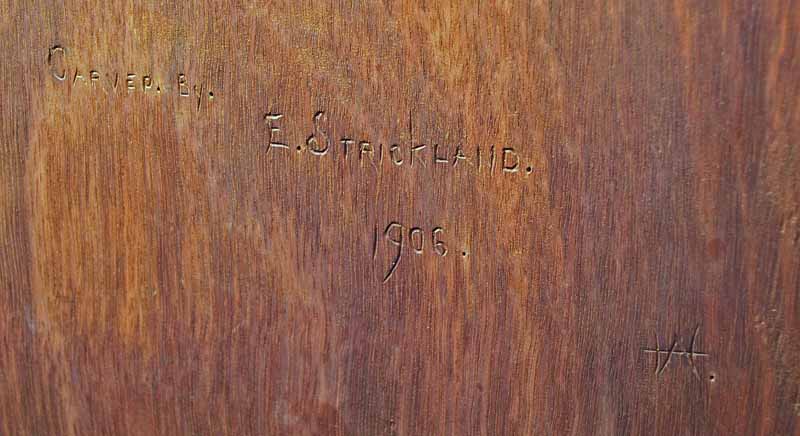 Carved. By.
E. Strickland.
1906.